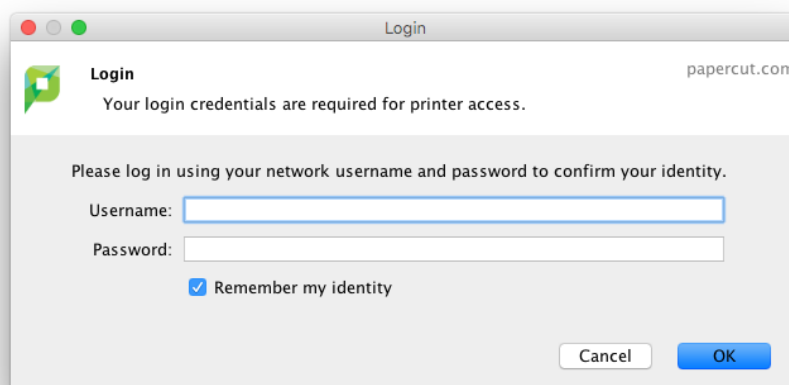 Login
Login
papercut.com
Your login credentials are required for printer access.
Please log in using your network username and password to confirm your identity.
Username:
Password:
Remember my identity
Cancel
OK